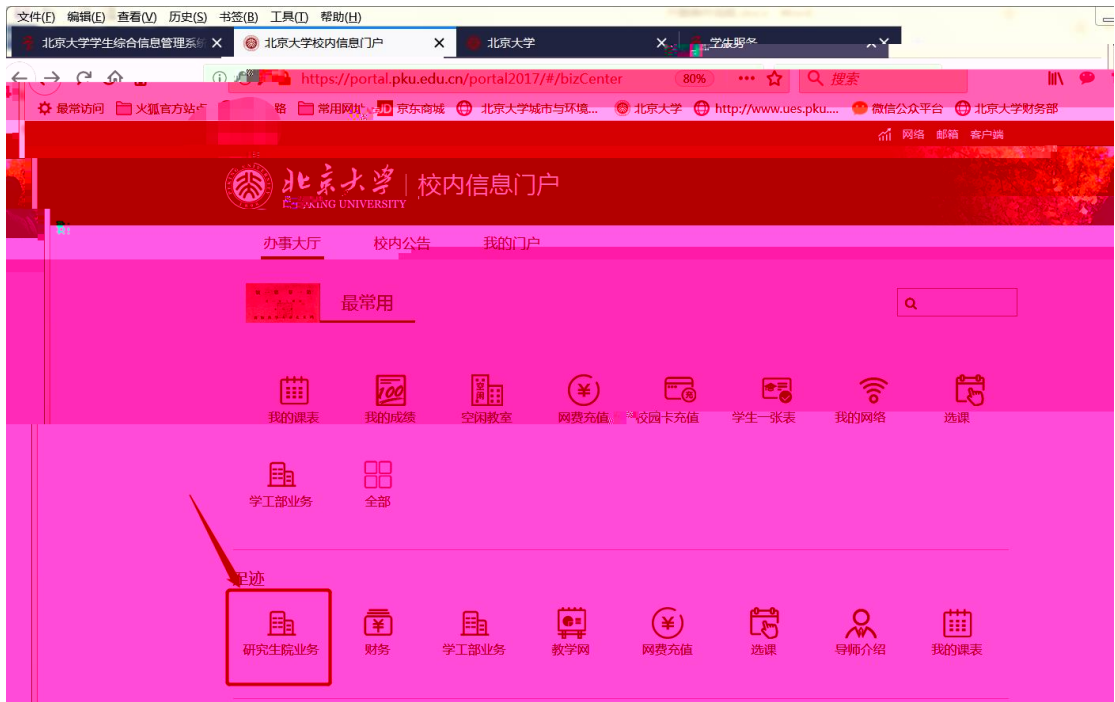 文件(F) 编辑(E) 查看(V) 历史(S) 书签(B) 工具(T) 帮助(H)
北京大学学生综合信息管理系统 北京大学校内信息门户 北京大学
https://portal.pku.edu.cn/portal2017/#/bizCenter 80% 搜索
最常访问 火狐官方站点 常用网址 JD 京东商城 北京大学城市与环境... 北京大学 http://www.ues.pku.... 微信公众平台 北京大学财务部
网络 邮箱 客户端
北京大学 校内信息门户
PEKING UNIVERSITY
办事大厅 校内公告 我的门户
最常用
我的课表 我的成绩 空闲教室 网费充值 校园卡充值 学生一张表 我的网络 选课
学工部业务 全部
足迹
研究生院业务 财务 学工部业务 教学网 网费充值 选课 导师介绍 我的课表